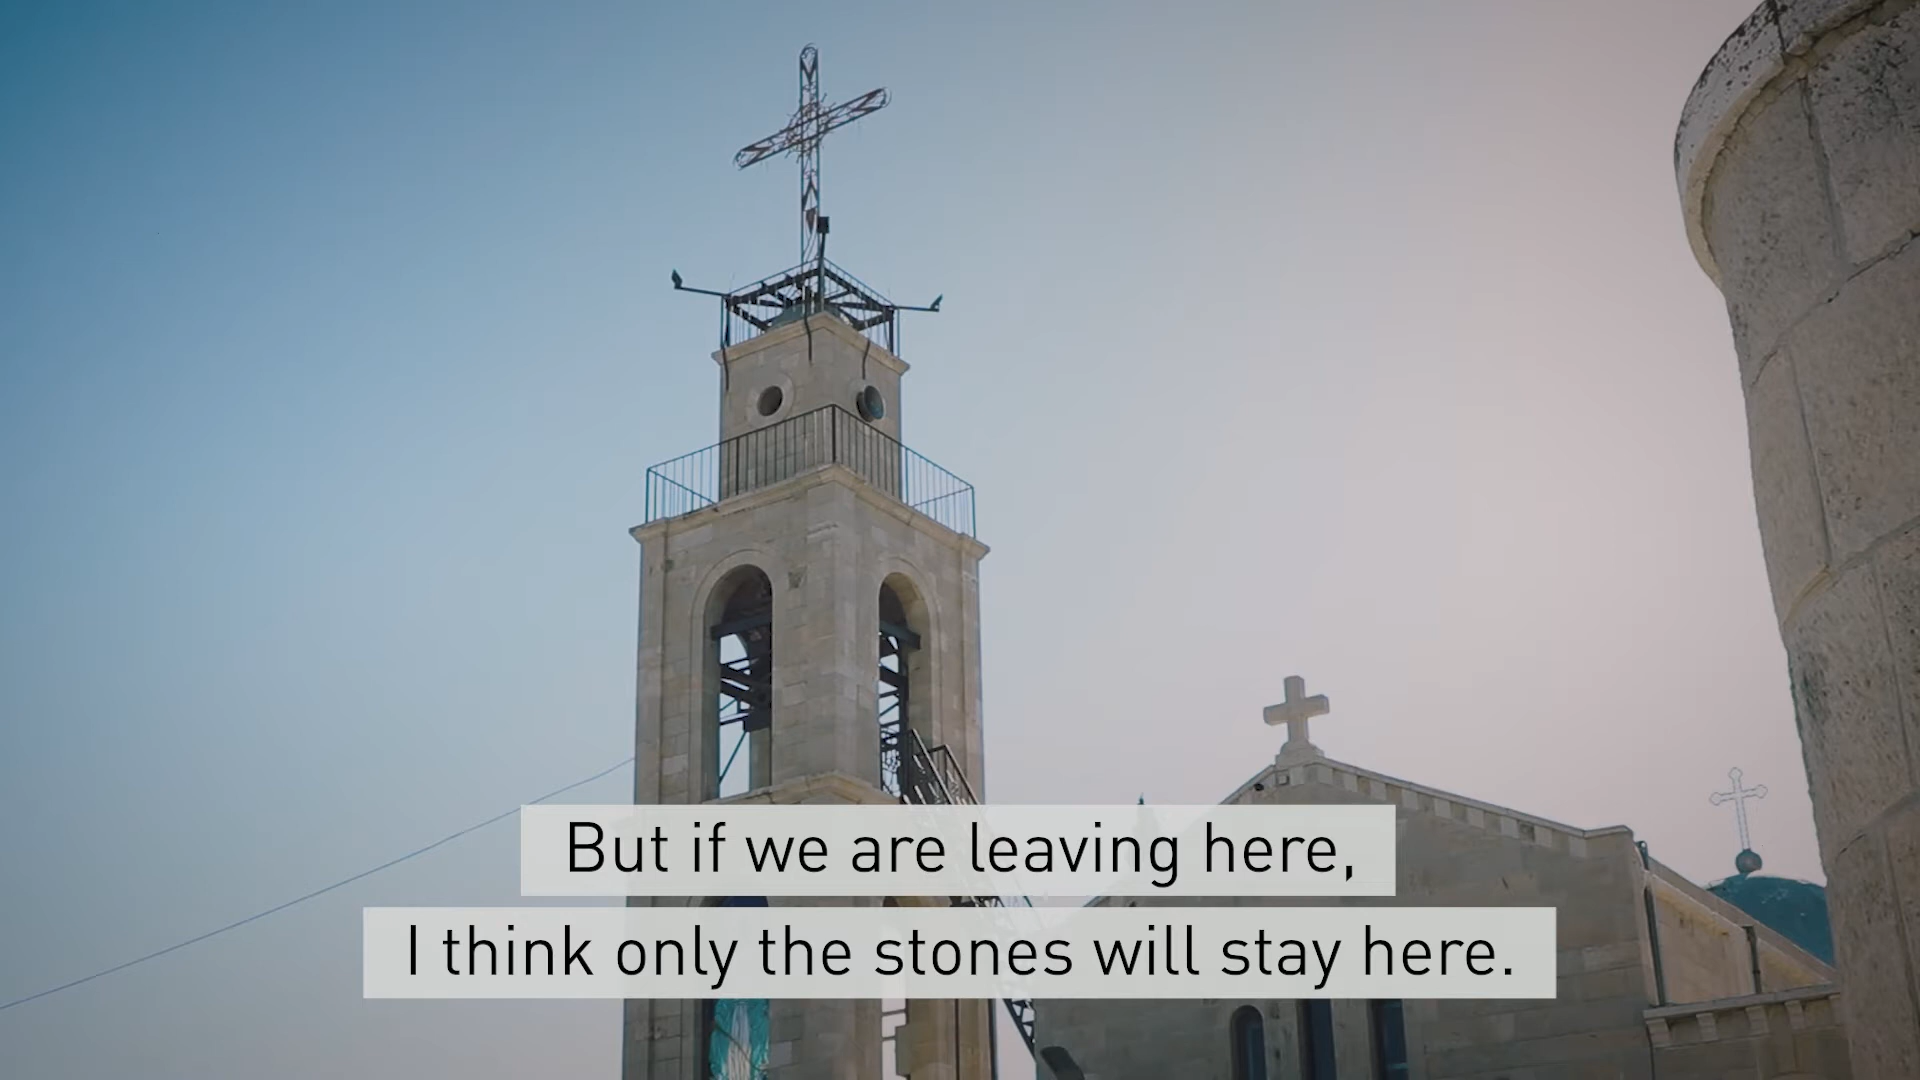 But if we are leaving here,
I think only the stones will stay here.